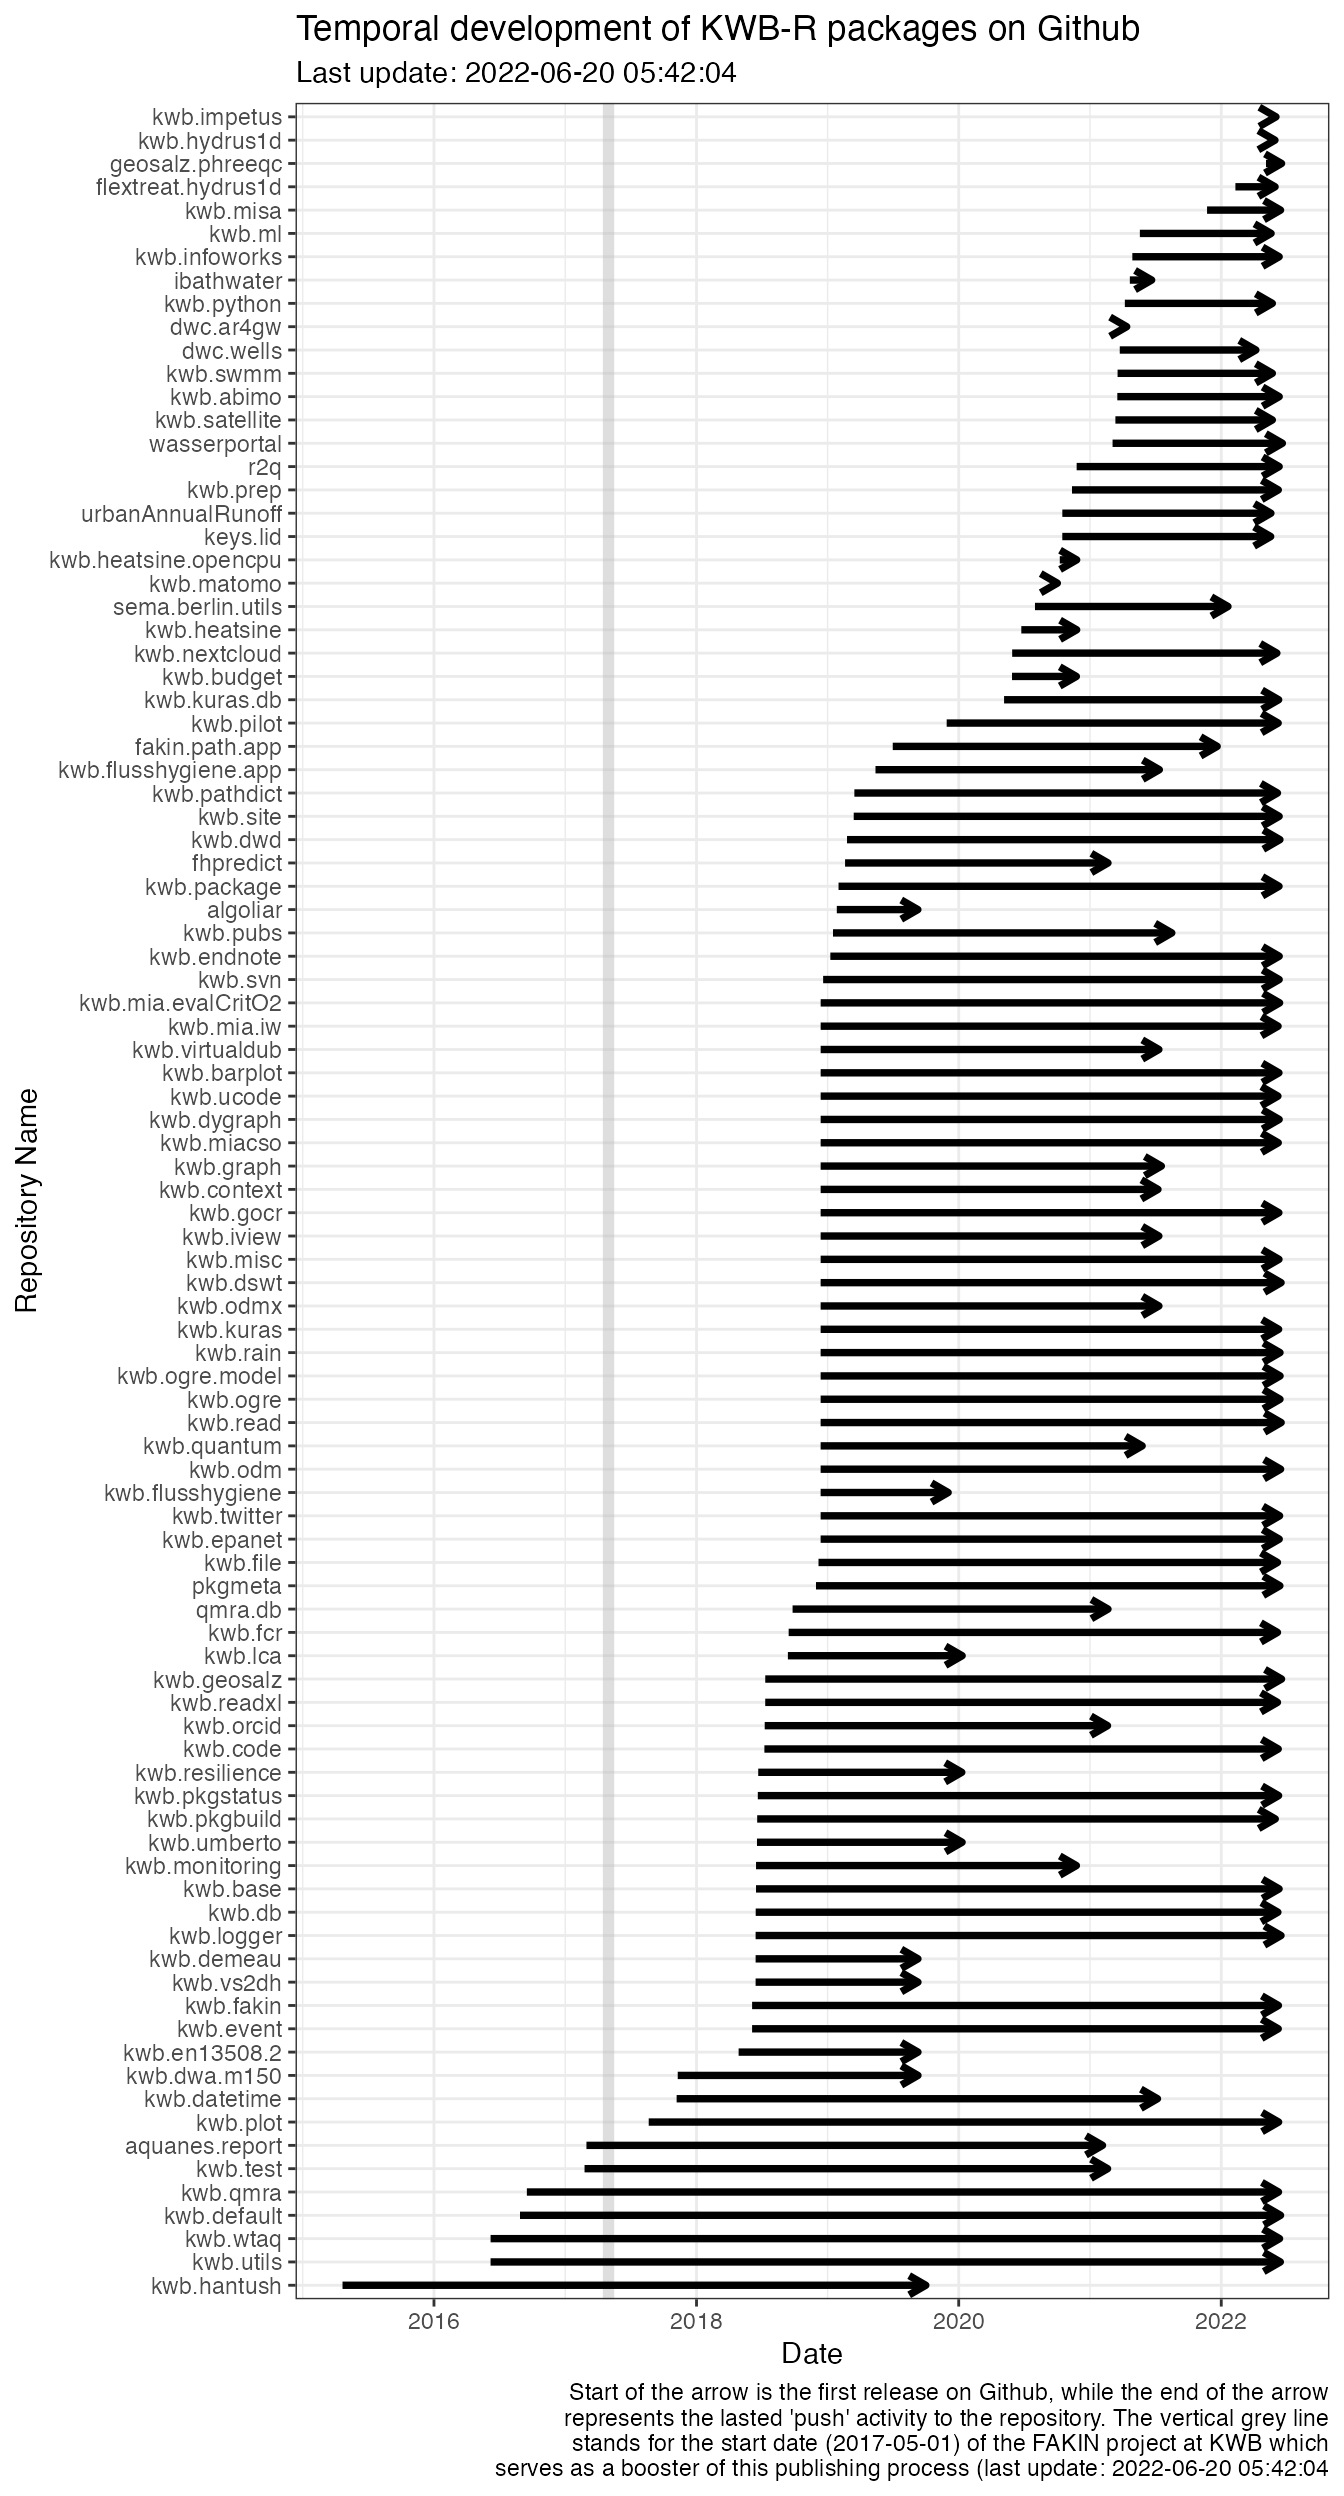 Temporal development of KWB-R packages on Github
Last update: 2022-06-20 05:42:04
kwb.impetus
kwb.hydrus1d
geosalz.phreeqc
flextreat.hydrus1d
kwb.misa
kwb.ml
kwb.infoworks
ibathwater
kwb.python
dwc.ar4gw
dwc.wells
kwb.swmm
kwb.abimo
kwb.satellite
wasserportal
r2q
kwb.prep
urbanAnnualRunoff
keys.lid
kwb.heatsine.opencpu
kwb.matomo
sema.berlin.utils
kwb.heatsine
kwb.nextcloud
kwb.budget
kwb.kuras.db
kwb.pilot
fakin.path.app
kwb.flusshygiene.app
kwb.pathdict
kwb.site
kwb.dwd
fhpredict
kwb.package
algoliar
kwb.pubs
kwb.endnote
kwb.svn
kwb.mia.evalCritO2
kwb.mia.iw
kwb.virtualdub
kwb.barplot
kwb.ucode
kwb.dygraph
kwb.miacso
kwb.graph
kwb.context
kwb.gocr
kwb.iview
kwb.misc
kwb.dswt
kwb.odmx
kwb.kuras
kwb.rain
kwb.ogre.model
kwb.ogre
kwb.read
kwb.quantum
kwb.odm
kwb.flusshygiene
kwb.twitter
kwb.epanet
kwb.file
pkgmeta
qmra.db
kwb.fcr
kwb.lca
kwb.geosalz
kwb.readxl
kwb.orcid
kwb.code
kwb.resilience
kwb.pkgstatus
kwb.pkgbuild
kwb.umberto
kwb.monitoring
kwb.base
kwb.db
kwb.logger
kwb.demeau
kwb.vs2dh
kwb.fakin
kwb.event
kwb.en13508.2
kwb.dwa.m150
kwb.datetime
kwb.plot
aquanes.report
kwb.test
kwb.qmra
kwb.default
kwb.wtaq
kwb.utils
kwb.hantush
Repository Name
2016 2018 2020 2022
Date
Start of the arrow is the first release on Github, while the end of the arrow
represents the lasted 'push' activity to the repository. The vertical grey line
stands for the start date (2017-05-01) of the FAKIN project at KWB which
serves as a booster of this publishing process (last update: 2022-06-20 05:42:04